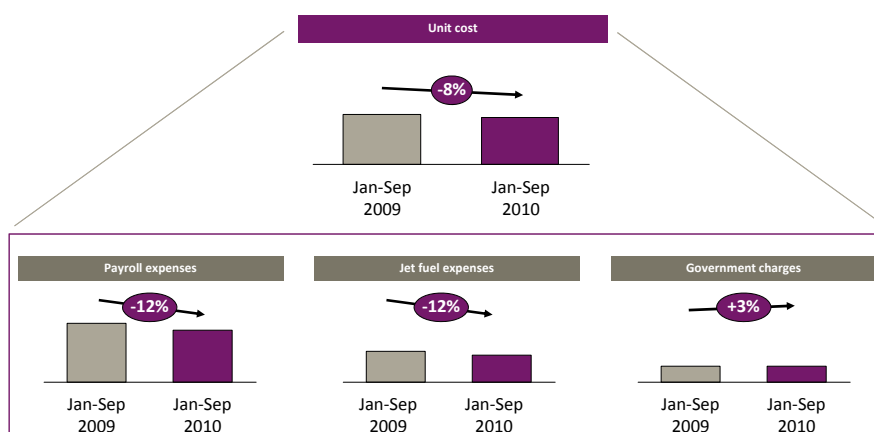 Unit cost
-8%
Jan-Sep
2009
Jan-Sep
2010
Payroll expenses
-12%
Jan-Sep
2009
Jan-Sep
2010
Jet fuel expenses
-12%
Jan-Sep
2009
Jan-Sep
2010
Government charges
+3%
Jan-Sep
2009
Jan-Sep
2010